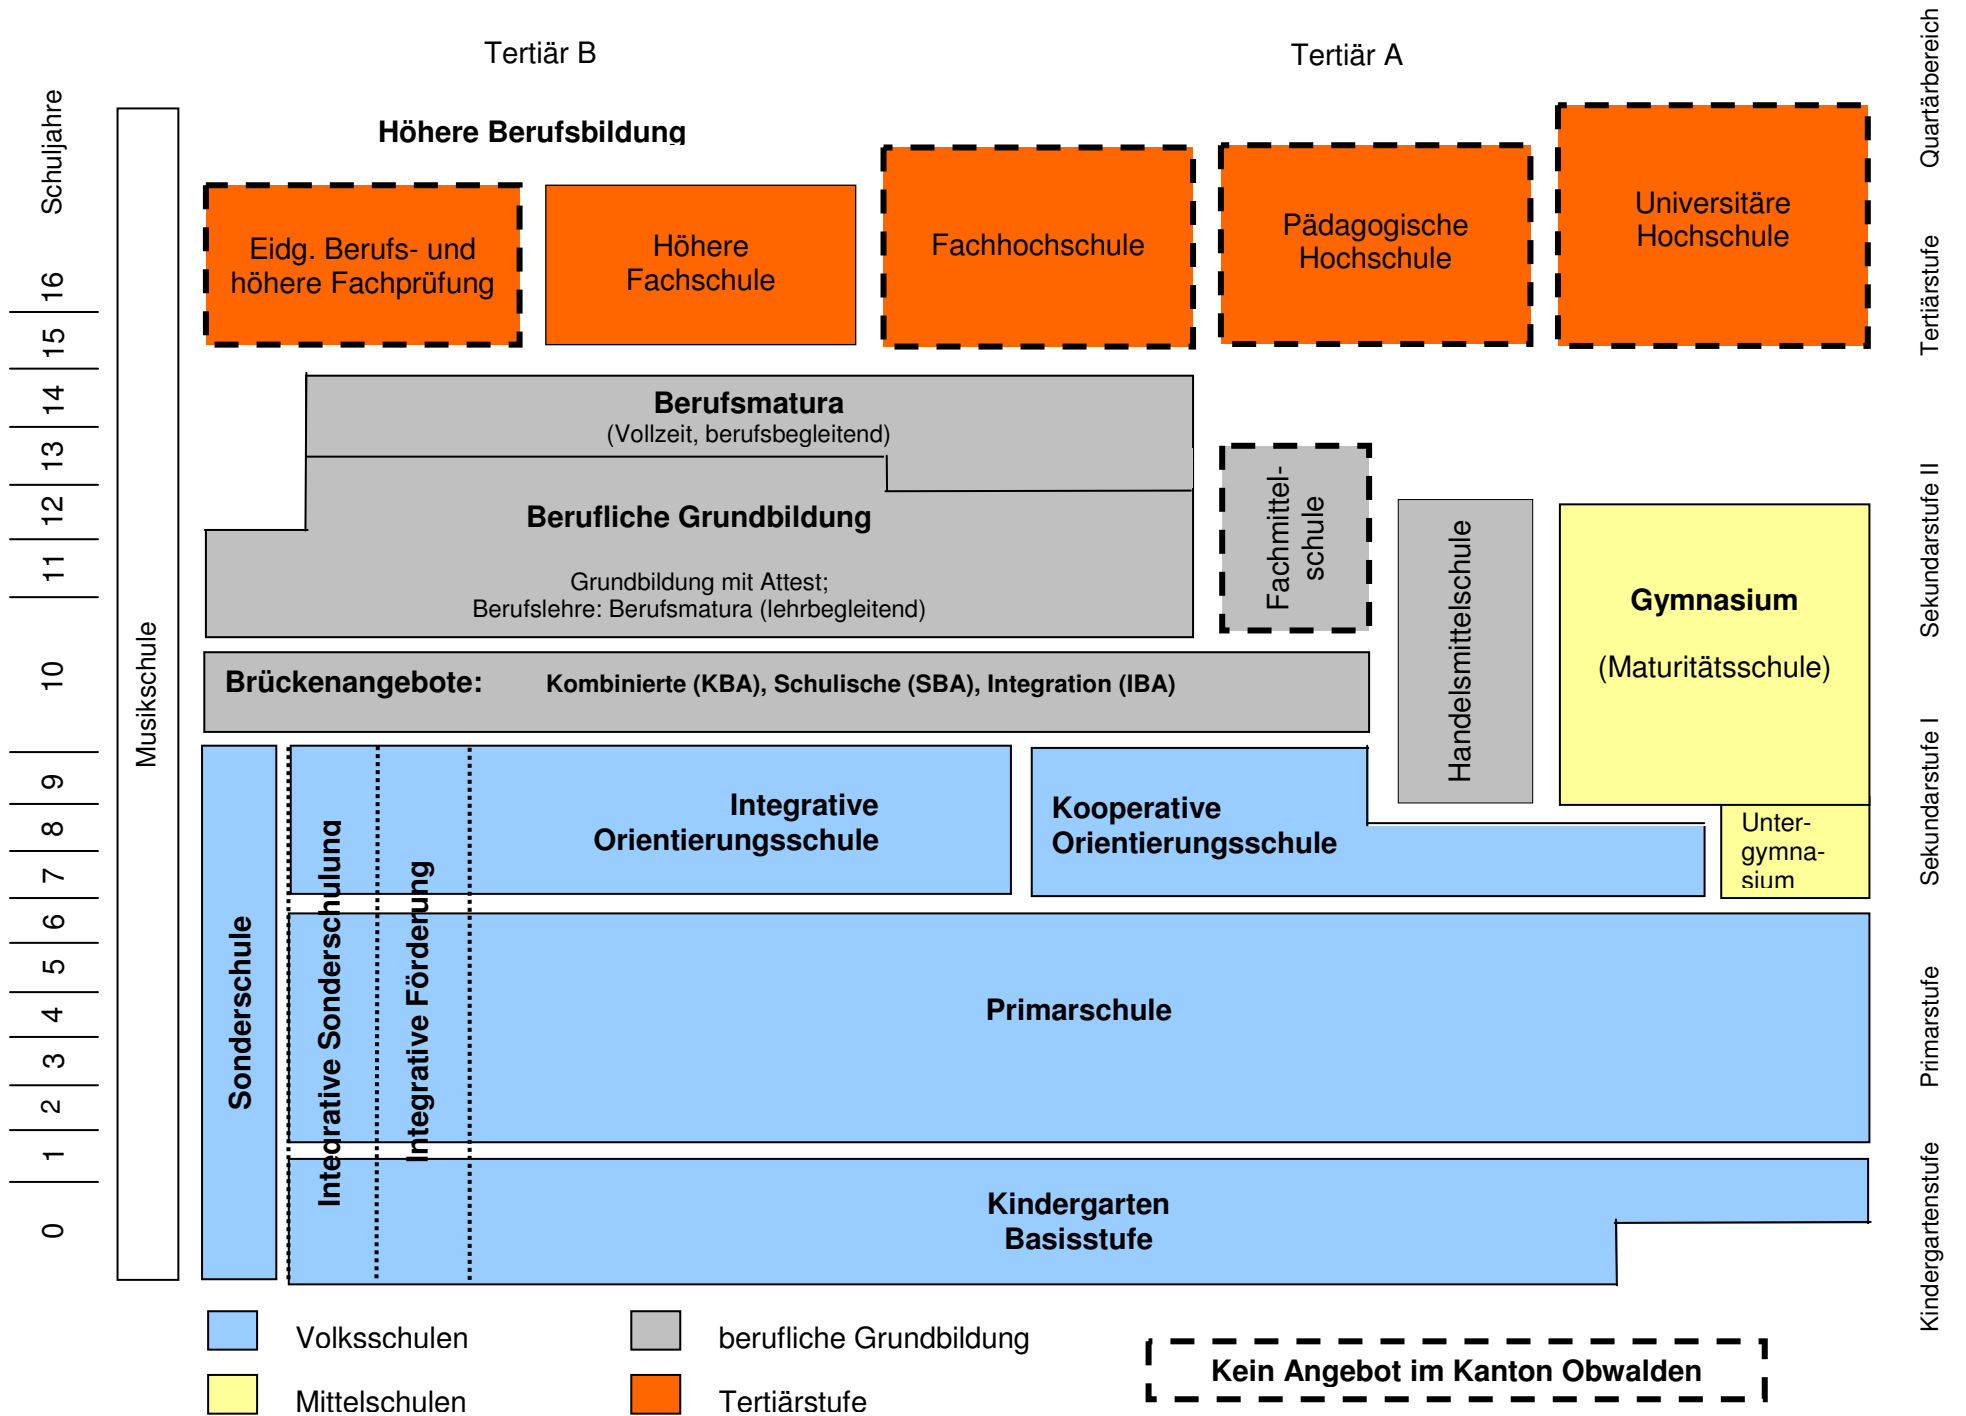 Tertiär B
Tertiär A
Quartärbereich
Schuljahre
Höhere Berufsbildung
Eidg. Berufs- und
höhere Fachprüfung
Höhere
Fachschule
Fachhochschule
Pädagogische
Hochschule
Universitäre
Hochschule
Tertiärstufe
16
15
14
13
12
11
10
9
8
7
6
5
4
3
2
1
0
Musikschule
Berufsmatura
(Vollzeit, berufsbegleitend)
Berufliche Grundbildung
Grundbildung mit Attest;
Berufslehre: Berufsmatura (lehrbegleitend)
Fachmittel-
schule
Handelsmittelschule
Gymnasium
(Maturitätsschule)
Sekundarstufe II
Brückenangebote: Kombinierte (KBA), Schulische (SBA), Integration (IBA)
Sonderschule
Integrative Sonderschulung
Integrative Förderung
Integrative
Orientierungsschule
Kooperative
Orientierungsschule
Unter-
gymna-
sium
Sekundarstufe I
Primarschule
Primarstufe
Kindergarten
Basisstufe
Kindergartenstufe
Volksschulen
berufliche Grundbildung
Mittelschulen
Tertiärstufe
Kein Angebot im Kanton Obwalden